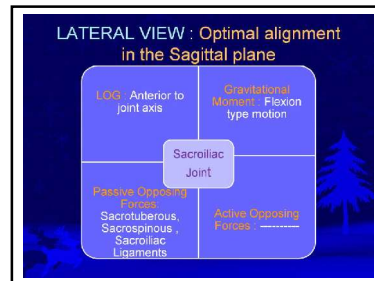 LATERAL VIEW : Optimal alignment
in the Sagittal plane
LOG : Anterior to
joint axis
Gravitational
Moment : Flexion
type motion
Sacroiliac
Joint
Passive Opposing
Forces:
Sacrotuberous,
Sacrospinous ,
Sacroiliac
Ligaments
Active Opposing
Forces : ----------